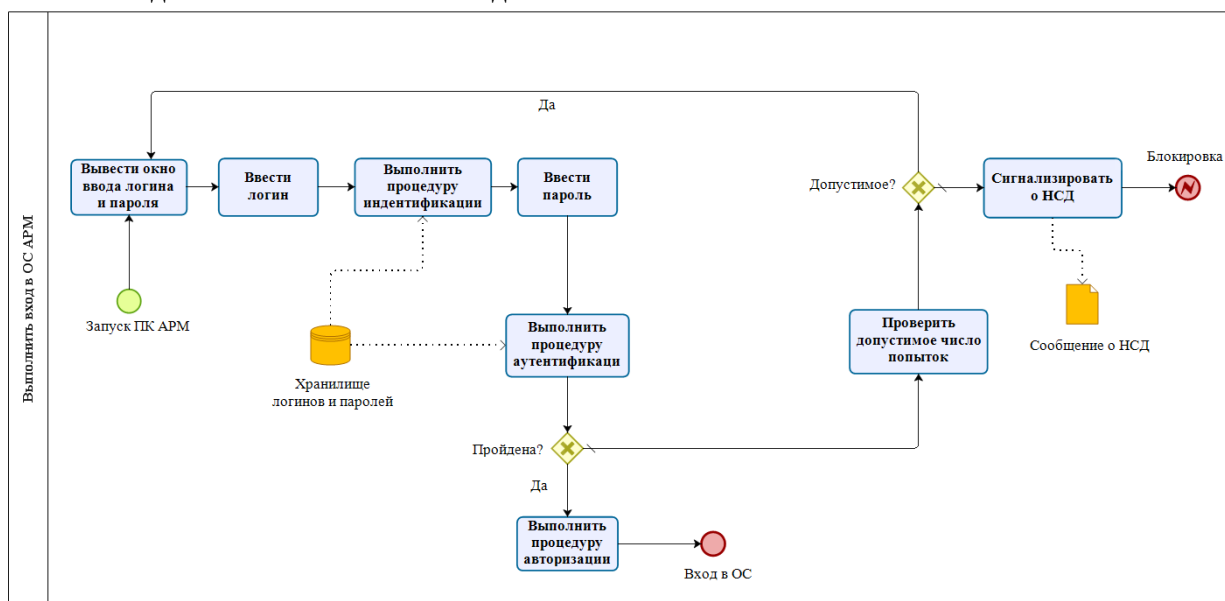 Выполнить вход в ОС АРМ
Да
Вывести окно
ввода логина
и пароля
Ввести
логин
Выполнить
процедуру
индентификации
Ввести
пароль
Допустимое?
Сигнализировать
о НСД
Блокировка
Запуск ПК АРМ
Хранилище
логинов и паролей
Выполнить
процедуру
аутентификаци
Проверить
допустимое число
попыток
Сообщение о НСД
Пройдена?
Да
Выполнить
процедуру
авторизации
Вход в ОС